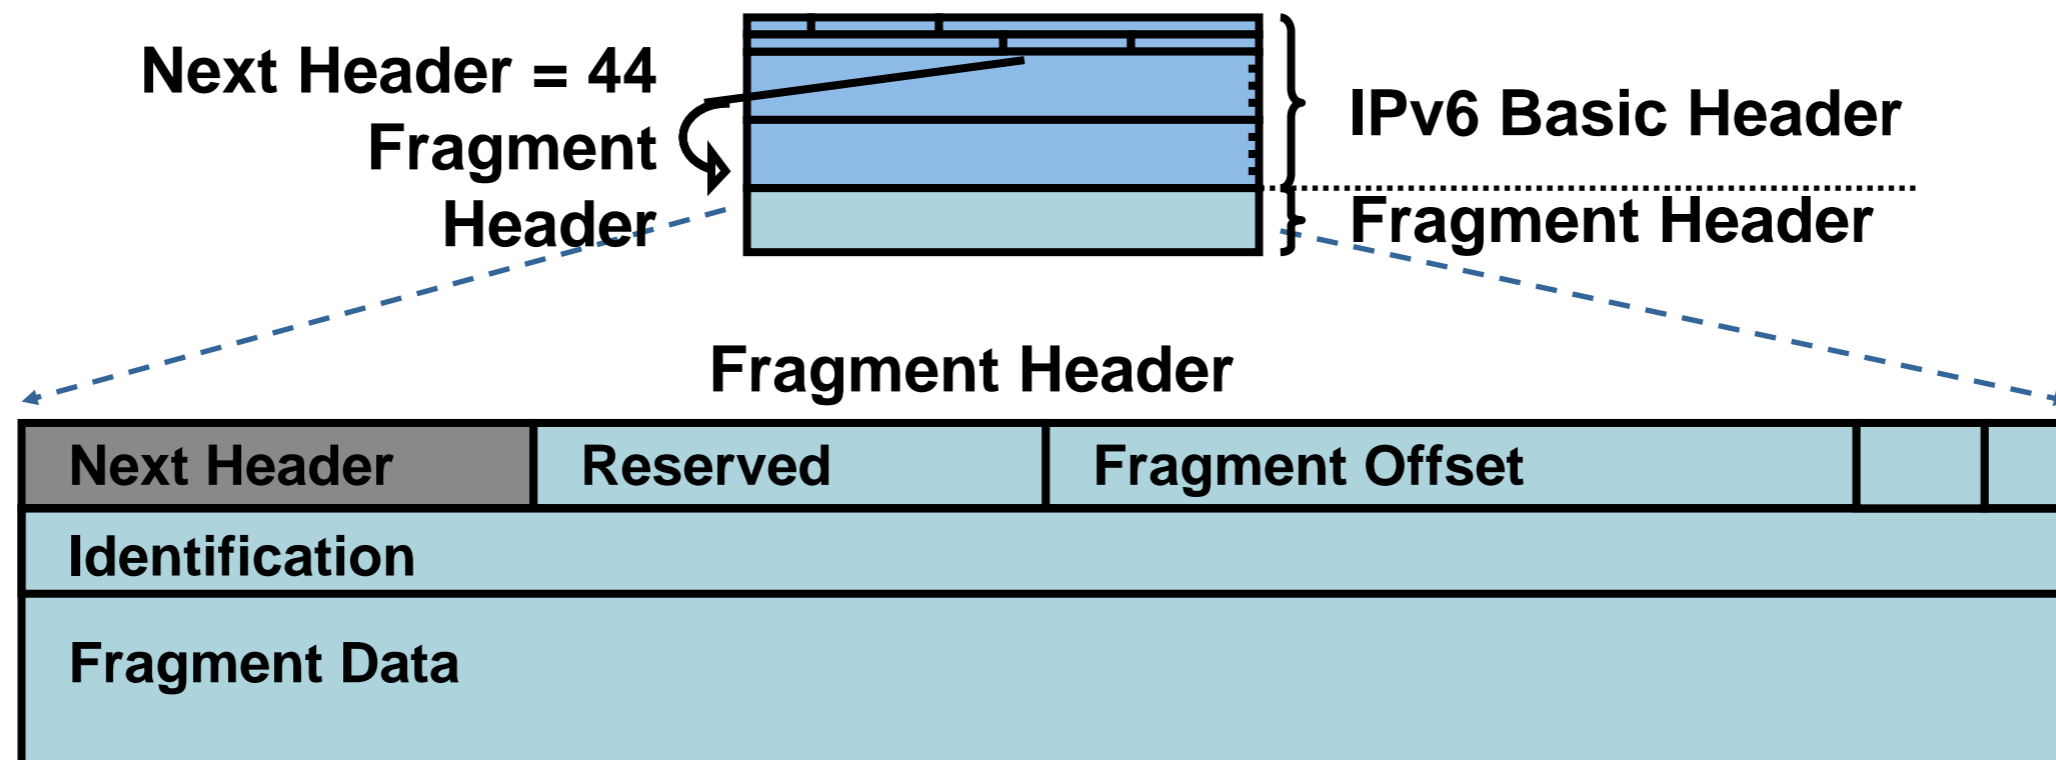 Next Header = 44
Fragment
Header
IPv6 Basic Header
Fragment Header
Fragment Header
Next Header
Reserved
Fragment Offset
Identification
Fragment Data